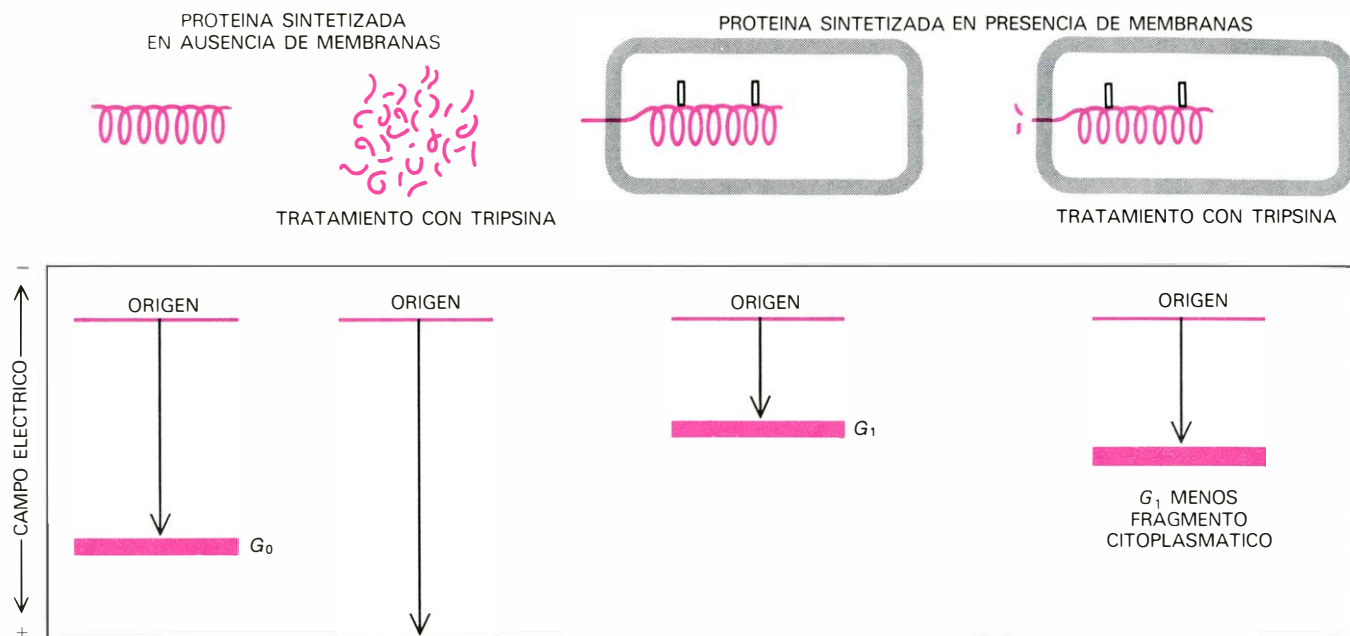 PROTEINA SINTETIZADA
EN AUSENCIA DE MEMBRANAS
PROTEINA SINTETIZADA EN PRESENCIA DE MEMBRANAS
TRATAMIENTO CON TRIPSINA
TRATAMIENTO CON TRIPSINA
−
CAMPO ELECTRICO
+
ORIGEN
ORIGEN
ORIGEN
ORIGEN
G₀
G₁
G₁ MENOS
FRAGMENTO
CITOPLASMATICO